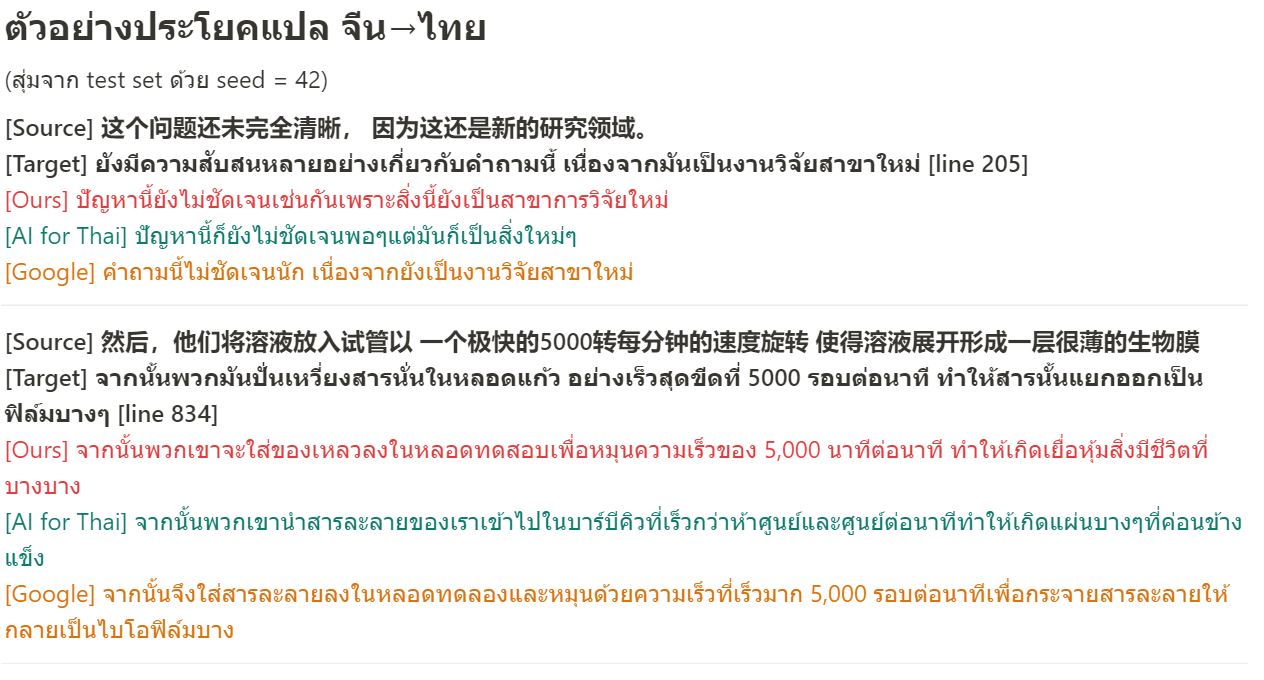 ตัวอย่างประโยคแปล จีน→ไทย
(สุ่มจาก test set ด้วย seed = 42)
[Source] 这个问题还未完全清晰， 因为这还是新的研究领域。
[Target] ยังมีความสับสนหลายอย่างเกี่ยวกับคำถามนี้ เนื่องจากมันเป็นงานวิจัยสาขาใหม่ [line 205]
[Ours] ปัญหานี้ยังไม่ชัดเจนเช่นกันเพราะสิ่งนี้ยังเป็นสาขาการวิจัยใหม่
[AI for Thai] ปัญหานี้ก็ยังไม่ชัดเจนพอๆแต่มันก็เป็นสิ่งใหม่ๆ
[Google] คำถามนี้ไม่ชัดเจนนัก เนื่องจากยังเป็นงานวิจัยสาขาใหม่
[Source] 然后，他们将溶液放入试管以 一个极快的5000转每分钟的速度旋转 使得溶液展开形成一层很薄的生物膜
[Target] จากนั้นพวกมันปั่นเหวี่ยงสารนั่นในหลอดแก้ว อย่างเร็วสุดขีดที่ 5000 รอบต่อนาที ทำให้สารนั้นแยกออกเป็น
ฟิล์มบางๆ [line 834]
[Ours] จากนั้นพวกเขาจะใส่ของเหลวลงในหลอดทดสอบเพื่อหมุนความเร็วของ 5,000 นาทีต่อนาที ทำให้เกิดเยื่อหุ้มสิ่งมีชีวิตที่
บางบาง
[AI for Thai] จากนั้นพวกเขานำสารละลายของเราเข้าไปในบาร์บีคิวที่เร็วกว่าห้าศูนย์และศูนย์ต่อนาทีทำให้เกิดแผ่นบางๆที่ค่อนข้าง
แข็ง
[Google] จากนั้นจึงใส่สารละลายลงในหลอดทดลองและหมุนด้วยความเร็วที่เร็วมาก 5,000 รอบต่อนาทีเพื่อกระจายสารละลายให้
กลายเป็นไบโอฟิล์มบาง